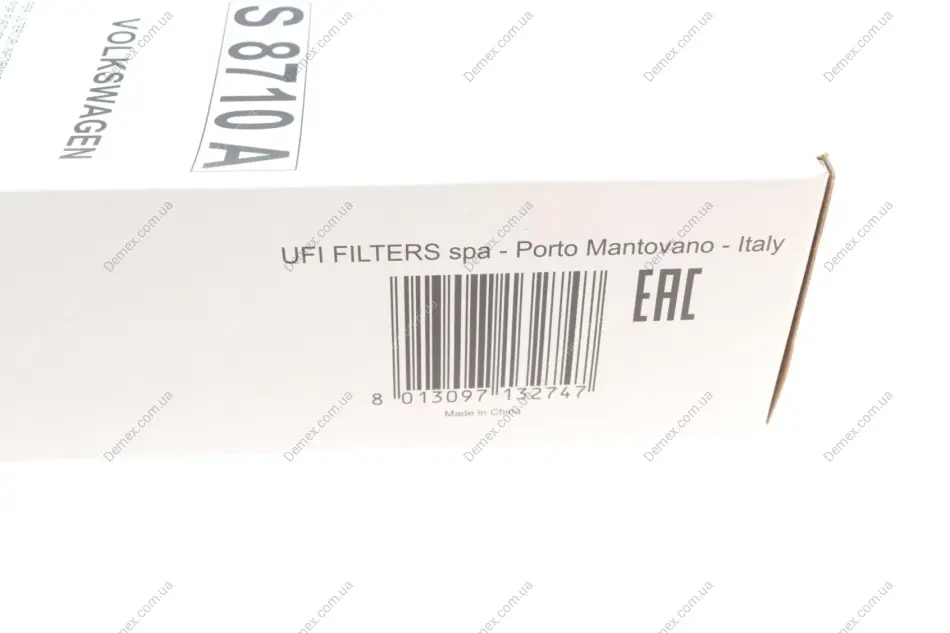 S 8710 A
VOLKSWAGEN
UFI FILTERS spa - Porto Mantovano - Italy
EAC
8 013097 132747
Made in China
Demex.com.ua